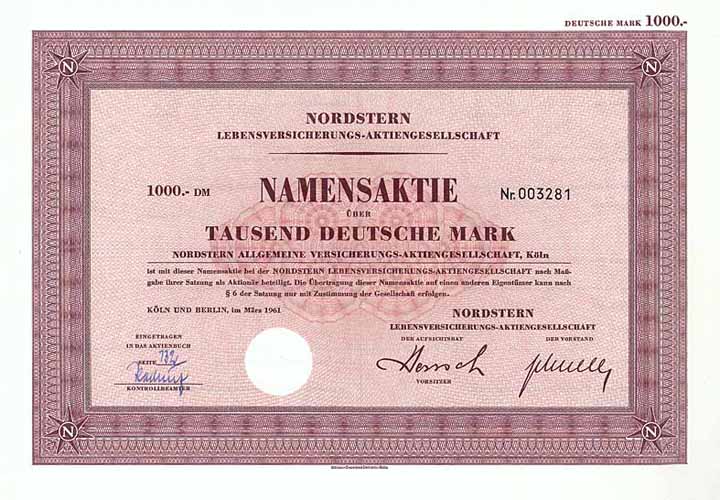 DEUTSCHE MARK 1000.-
N
N
NORDSTERN
LEBENSVERSICHERUNGS-AKTIENGESELLSCHAFT
1000.- DM
NAMENSAKTIE
Nr. 003281
ÜBER
TAUSEND DEUTSCHE MARK
NORDSTERN ALLGEMEINE VERSICHERUNGS-AKTIENGESELLSCHAFT, Köln
ist mit dieser Namensaktie bei der NORDSTERN LEBENSVERSICHERUNGS-AKTIENGESELLSCHAFT nach Maß-
gabe ihrer Satzung als Aktionär beteiligt. Die Übertragung dieser Namensaktie auf einen anderen Eigentümer kann nach
§ 6 der Satzung nur mit Zustimmung der Gesellschaft erfolgen.
KÖLN UND BERLIN, im März 1961
NORDSTERN
LEBENSVERSICHERUNGS-AKTIENGESELLSCHAFT
DER AUFSICHTSRAT
DER VORSTAND
EINGETRAGEN
IN DAS AKTIENBUCH
SEITE 732
KONTROLLBEAMTER
VORSITZER
N
N